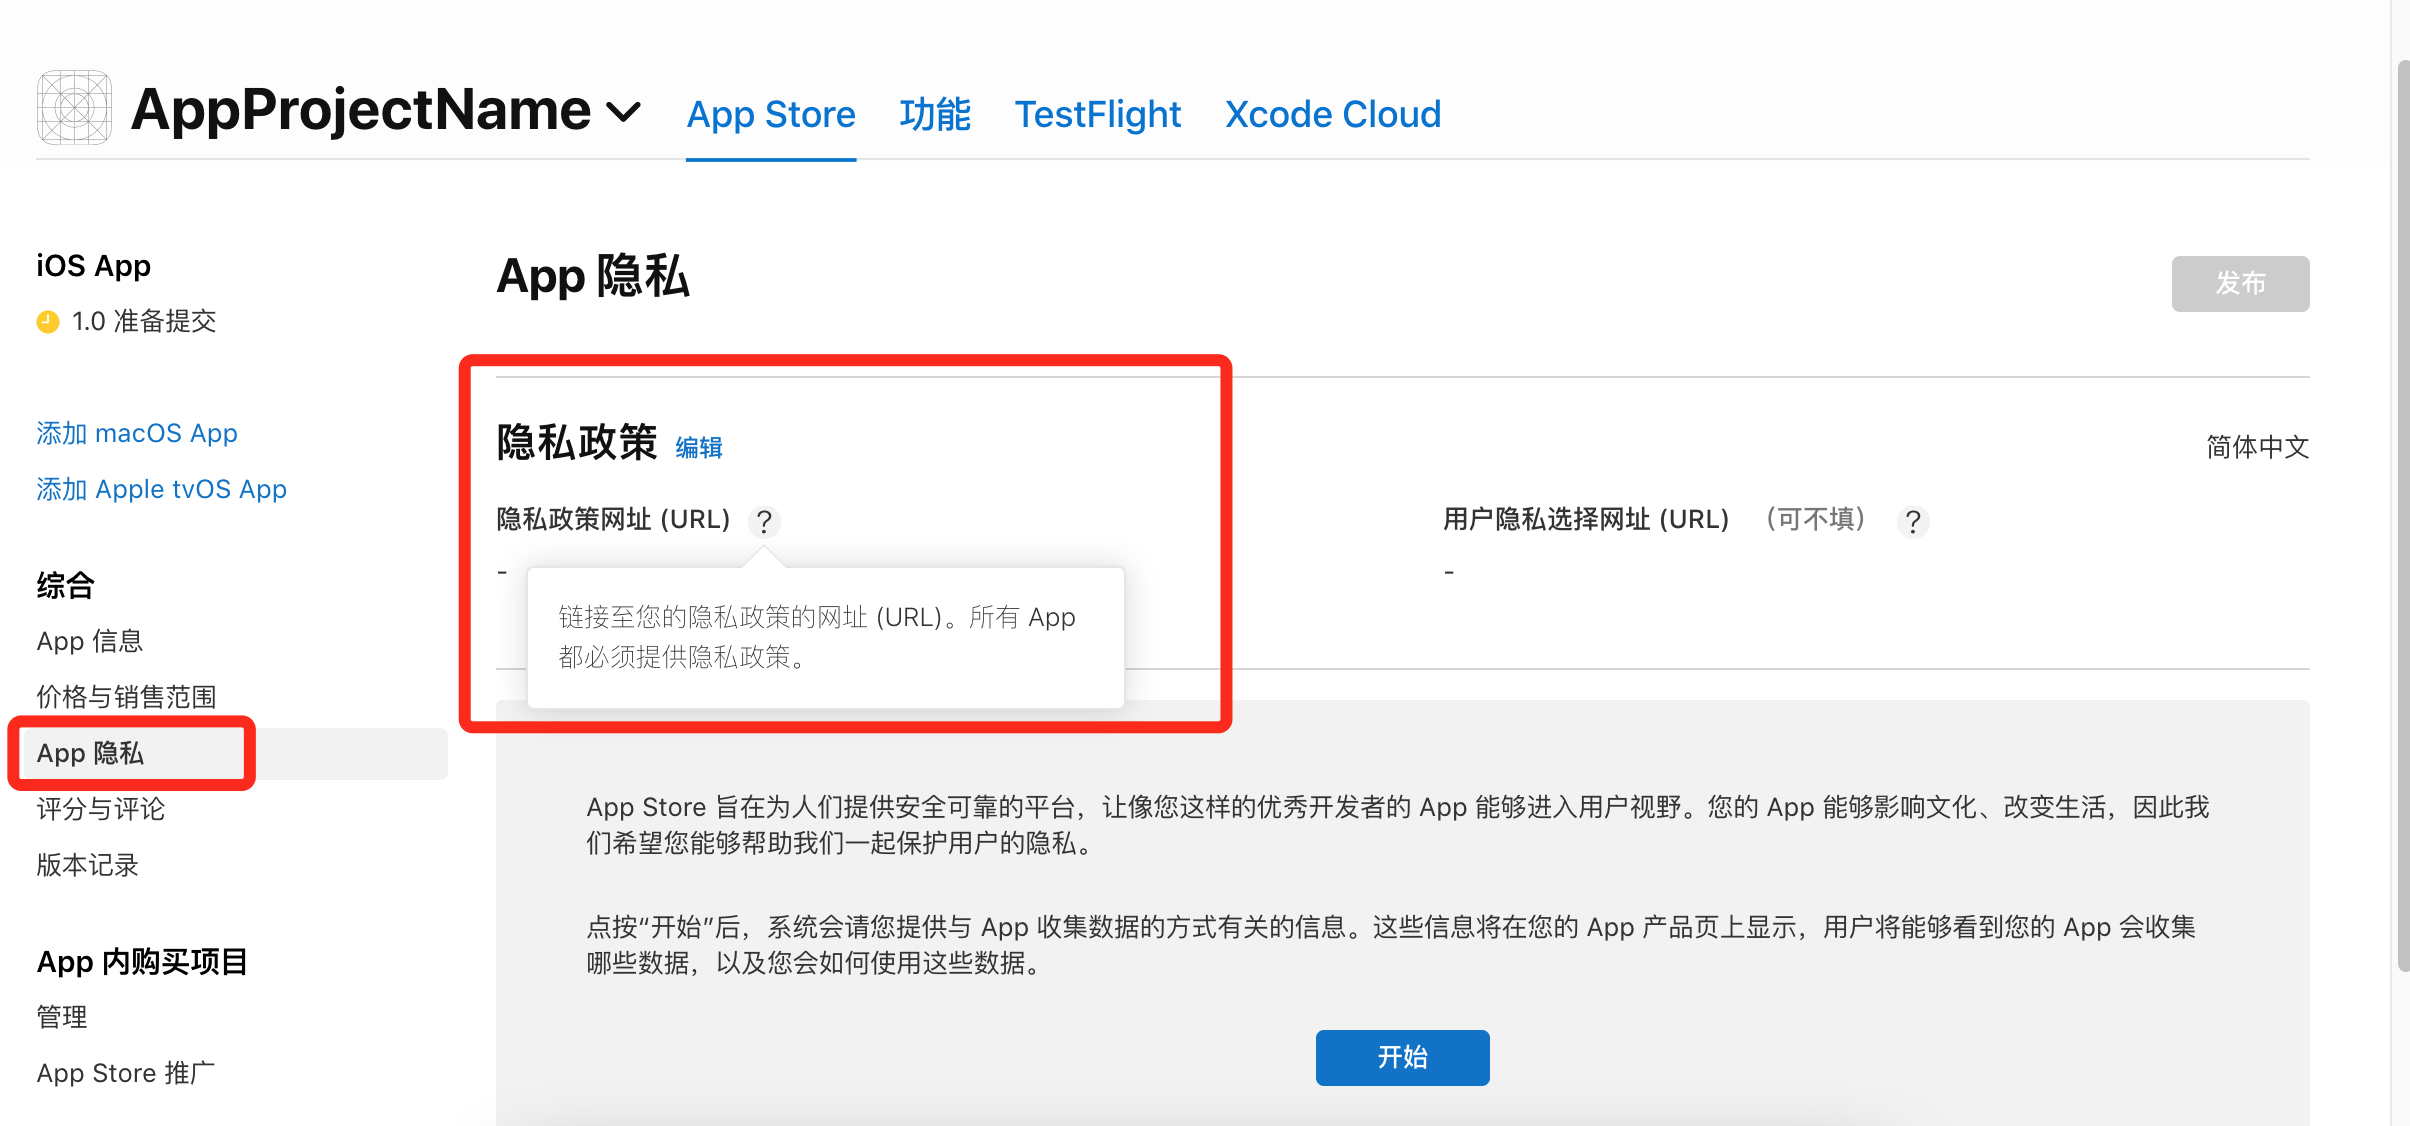 AppProjectName
App Store 功能 TestFlight Xcode Cloud
iOS App
1.0 准备提交
添加 macOS App
添加 Apple tvOS App
综合
App 信息
价格与销售范围
App 隐私
评分与评论
版本记录
App 内购买项目
管理
App Store 推广
App 隐私
发布
隐私政策 编辑
简体中文
隐私政策网址 (URL) ?
-
链接至您的隐私政策的网址 (URL)。所有 App
都必须提供隐私政策。
用户隐私选择网址 (URL) （可不填） ?
-
App Store 旨在为人们提供安全可靠的平台，让像您这样的优秀开发者的 App 能够进入用户视野。您的 App 能够影响文化、改变生活，因此我
们希望您能够帮助我们一起保护用户的隐私。
点按“开始”后，系统会请您提供与 App 收集数据的方式有关的信息。这些信息将在您的 App 产品页上显示，用户将能够看到您的 App 会收集
哪些数据，以及您会如何使用这些数据。
开始